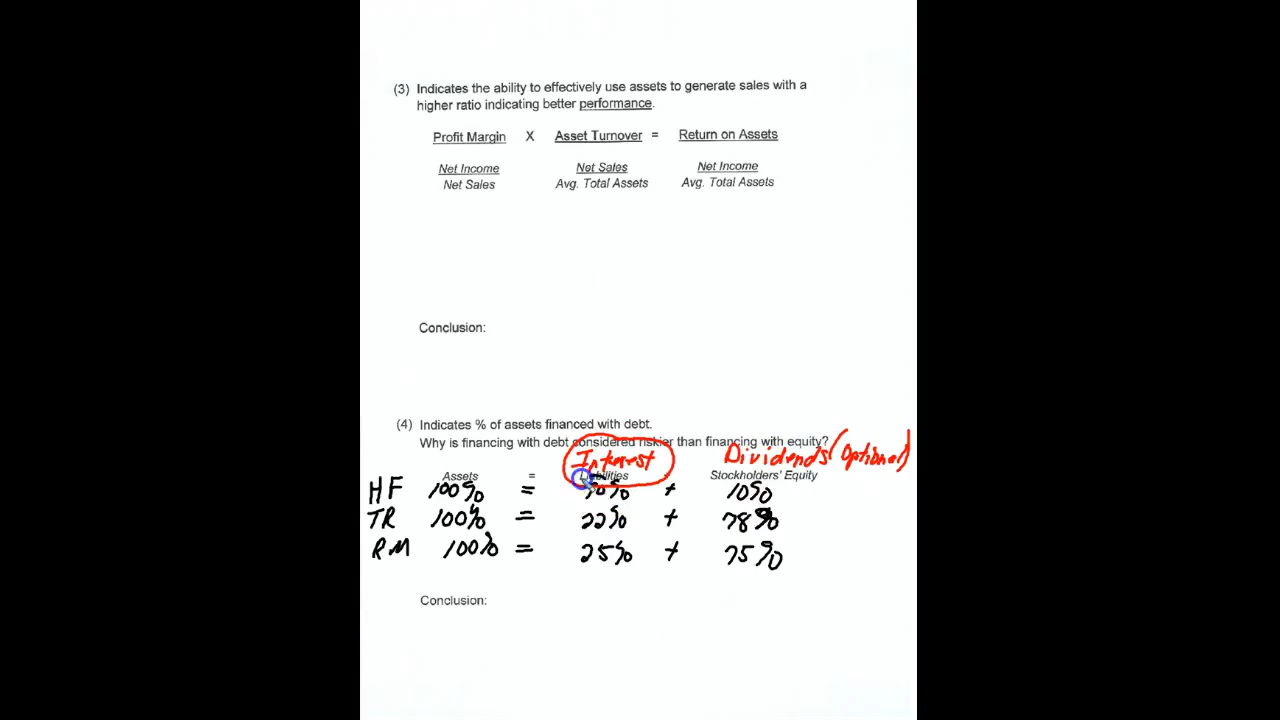 (3) Indicates the ability to effectively use assets to generate sales with a
higher ratio indicating better performance.
Profit Margin X Asset Turnover = Return on Assets
Net Income Net Sales Net Income
Net Sales Avg. Total Assets Avg. Total Assets
Conclusion:
(4) Indicates % of assets financed with debt.
Why is financing with debt considered riskier than financing with equity?
Interest Dividends (Optional)
Assets = Liabilities Stockholders' Equity
HF 100% = 90% + 10%
TR 100% = 22% + 78%
RM 100% = 25% + 75%
Conclusion: